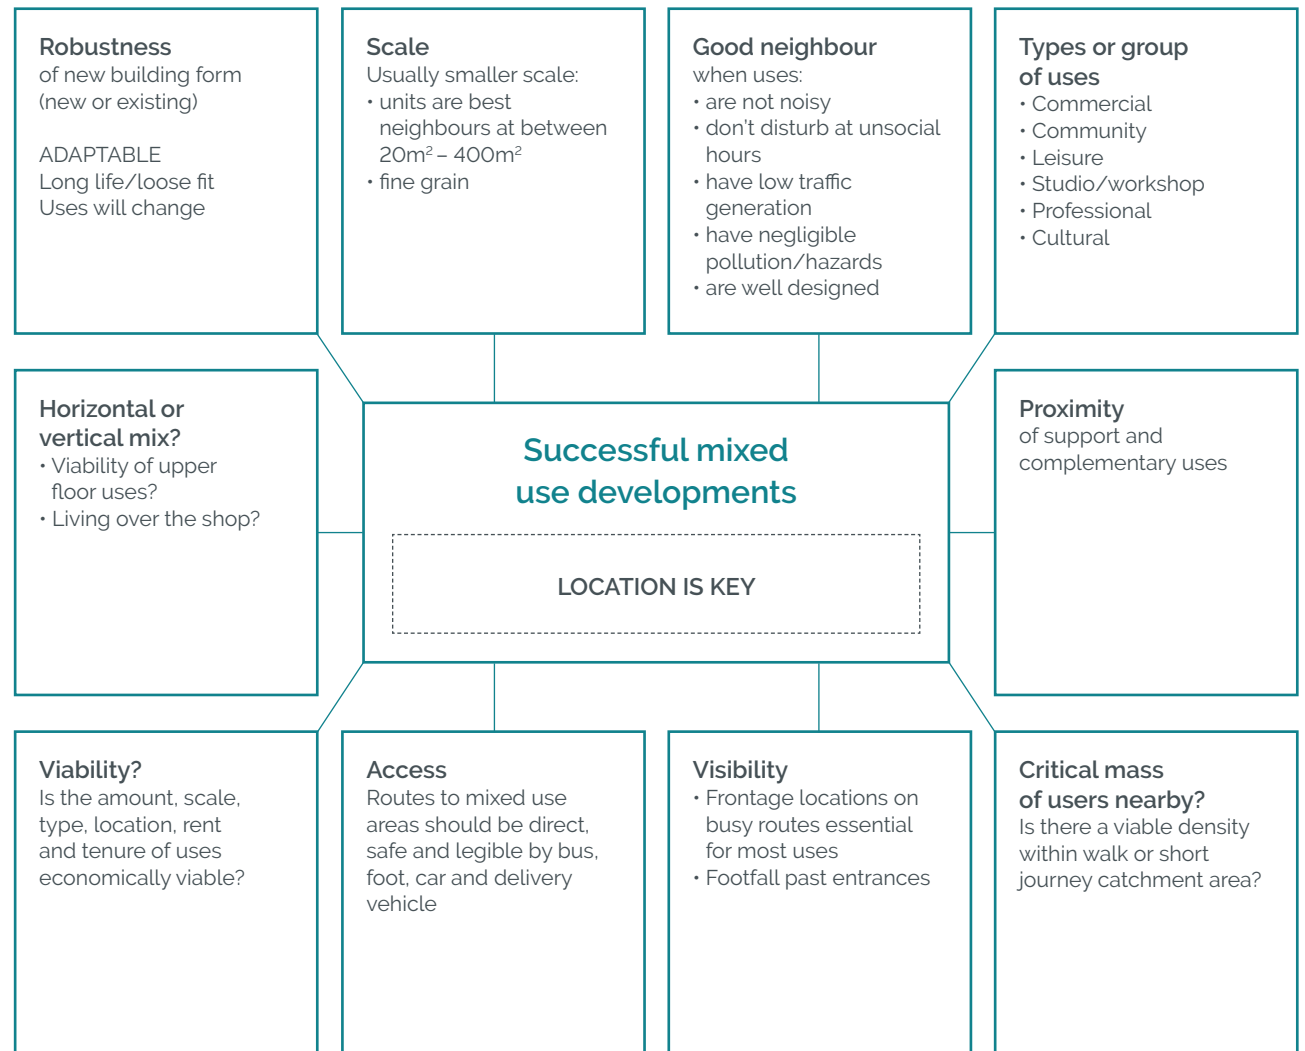 Robustness
of new building form
(new or existing)
ADAPTABLE
Long life/loose fit
Uses will change
Scale
Usually smaller scale:
• units are best
neighbours at between
20m² – 400m²
• fine grain
Good neighbour
when uses:
• are not noisy
• don’t disturb at unsocial
hours
• have low traffic
generation
• have negligible
pollution/hazards
• are well designed
Types or group
of uses
• Commercial
• Community
• Leisure
• Studio/workshop
• Professional
• Cultural
Horizontal or
vertical mix?
• Viability of upper
floor uses?
• Living over the shop?
Successful mixed
use developments
LOCATION IS KEY
Proximity
of support and
complementary uses
Viability?
Is the amount, scale,
type, location, rent
and tenure of uses
economically viable?
Access
Routes to mixed use
areas should be direct,
safe and legible by bus,
foot, car and delivery
vehicle
Visibility
• Frontage locations on
busy routes essential
for most uses
• Footfall past entrances
Critical mass
of users nearby?
Is there a viable density
within walk or short
journey catchment area?